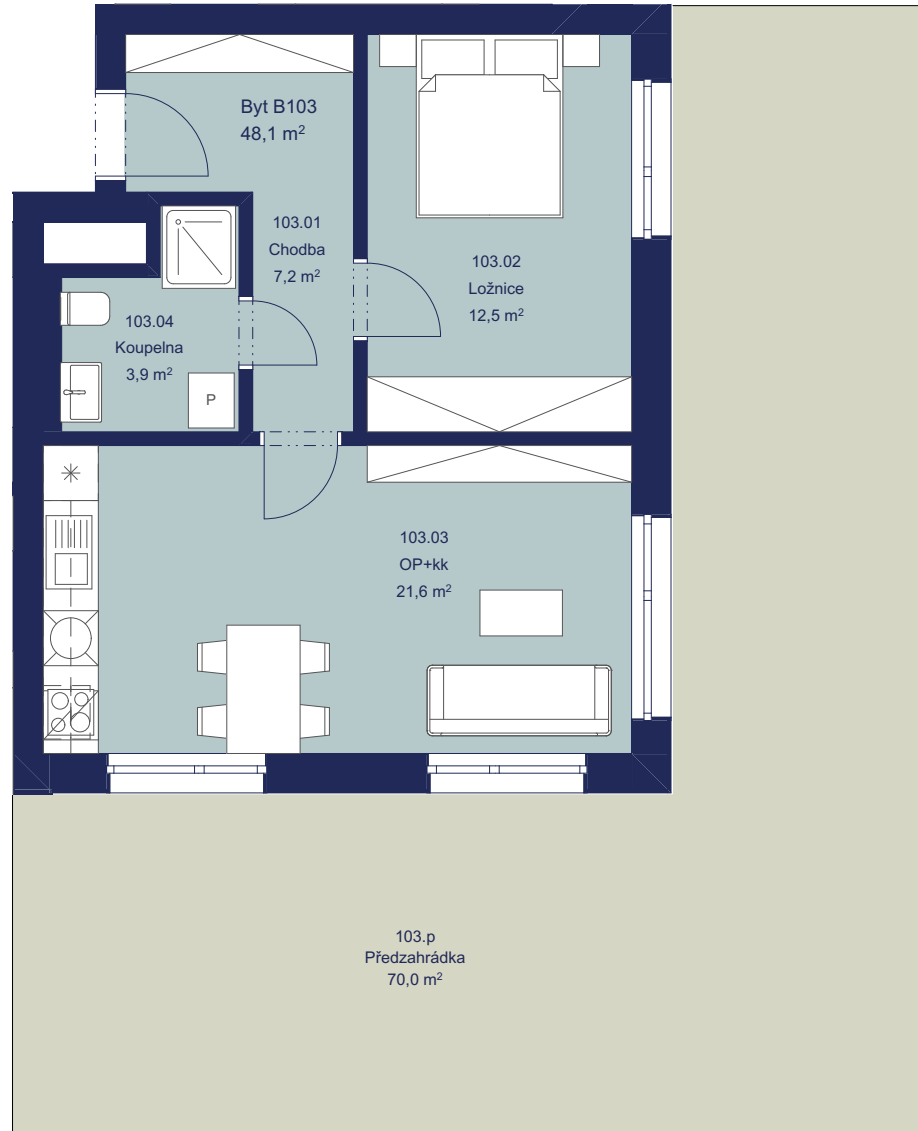 Byt B103
48,1 m²
103.01
Chodba
7,2 m²
103.02
Ložnice
12,5 m²
103.04
Koupelna
3,9 m²
P
103.03
OP+kk
21,6 m²
103.p
Předzahrádka
70,0 m²